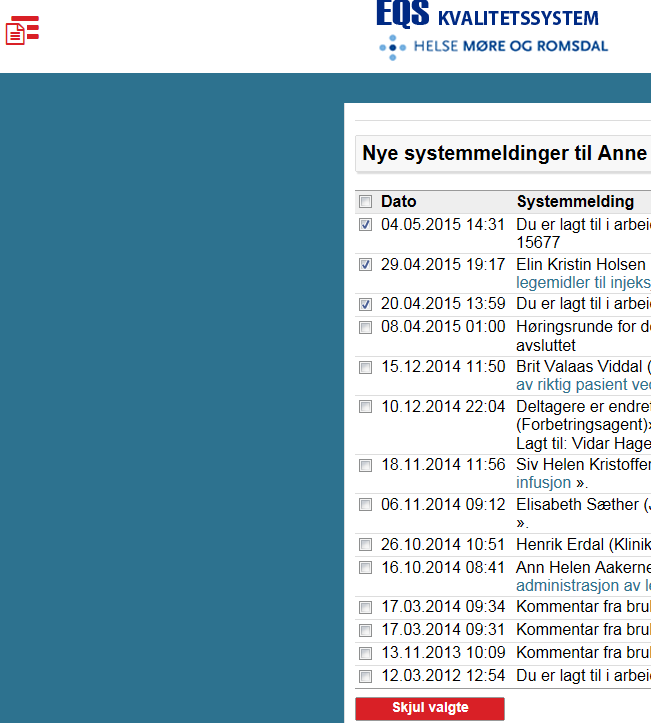 EQS KVALITETSSYSTEM
HELSE MØRE OG ROMSDAL
Nye systemmeldinger til Anne
Dato Systemmelding
04.05.2015 14:31 Du er lagt til i arbei
15677
29.04.2015 19:17 Elin Kristin Holsen
legemidler til injeks
20.04.2015 13:59 Du er lagt til i arbei
08.04.2015 01:00 Høringsrunde for d
avsluttet
15.12.2014 11:50 Brit Valaas Viddal (
av riktig pasient ved
10.12.2014 22:04 Deltagere er endret
(Forbetringsagent)»
Lagt til: Vidar Hage
18.11.2014 11:56 Siv Helen Kristoffer
infusjon ».
06.11.2014 09:12 Elisabeth Sæther (
».
26.10.2014 10:51 Henrik Erdal (Klinik
16.10.2014 08:41 Ann Helen Aakerne
administrasjon av l
17.03.2014 09:34 Kommentar fra bru
17.03.2014 09:31 Kommentar fra bru
13.11.2013 10:09 Kommentar fra bru
12.03.2012 12:54 Du er lagt til i arbei
Skjul valgte